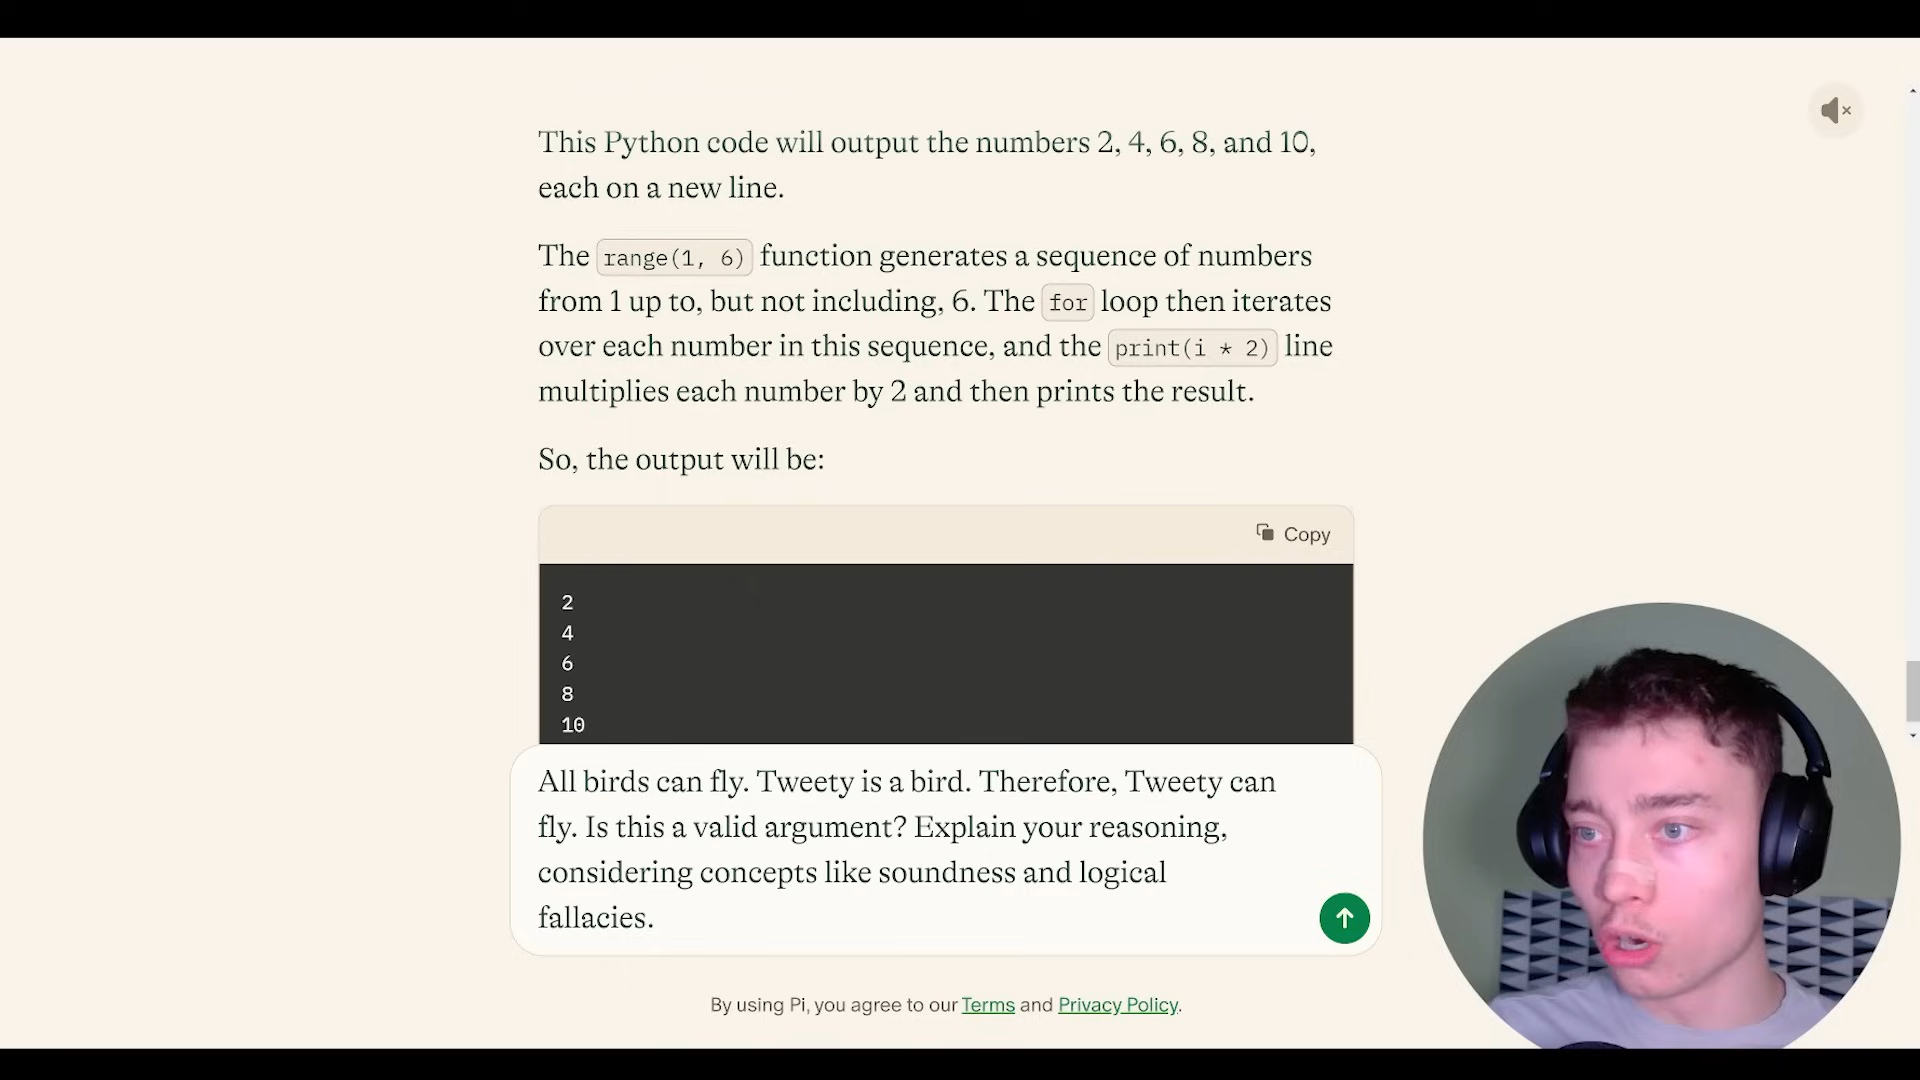 This Python code will output the numbers 2, 4, 6, 8, and 10,
each on a new line.
The range(1, 6) function generates a sequence of numbers
from 1 up to, but not including, 6. The for loop then iterates
over each number in this sequence, and the print(i * 2) line
multiplies each number by 2 and then prints the result.
So, the output will be:
Copy
2
4
6
8
10
All birds can fly. Tweety is a bird. Therefore, Tweety can
fly. Is this a valid argument? Explain your reasoning,
considering concepts like soundness and logical
fallacies.
By using Pi, you agree to our Terms and Privacy Policy.